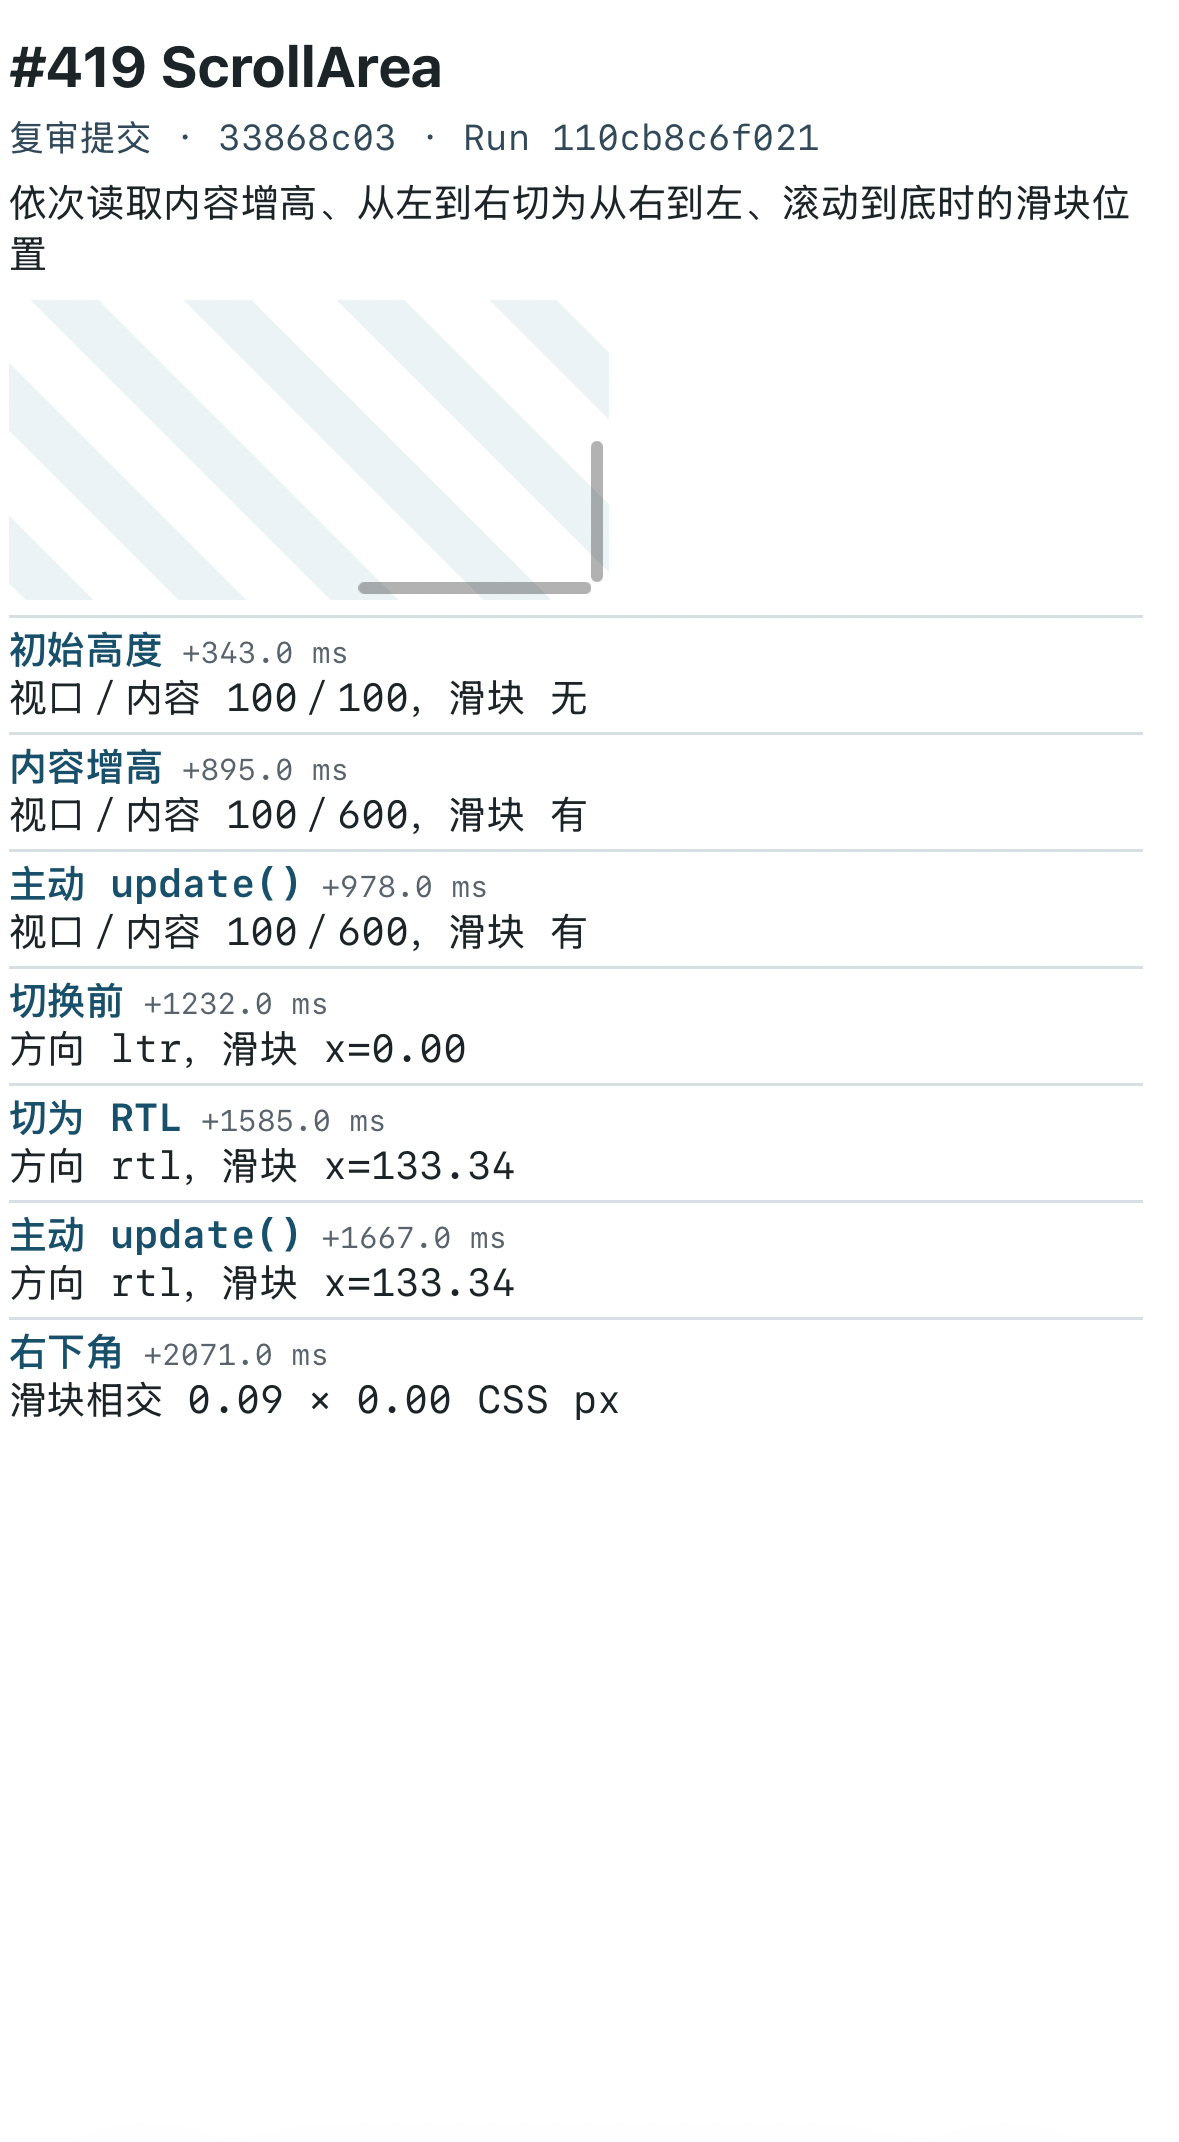 #419 ScrollArea
复审提交 · 33868c03 · Run 110cb8c6f021
依次读取内容增高、从左到右切为从右到左、滚动到底时的滑块位
置
初始高度 +343.0 ms
视口 / 内容 100 / 100, 滑块 无
内容增高 +895.0 ms
视口 / 内容 100 / 600, 滑块 有
主动 update() +978.0 ms
视口 / 内容 100 / 600, 滑块 有
切换前 +1232.0 ms
方向 ltr, 滑块 x=0.00
切为 RTL +1585.0 ms
方向 rtl, 滑块 x=133.34
主动 update() +1667.0 ms
方向 rtl, 滑块 x=133.34
右下角 +2071.0 ms
滑块相交 0.09 × 0.00 CSS px